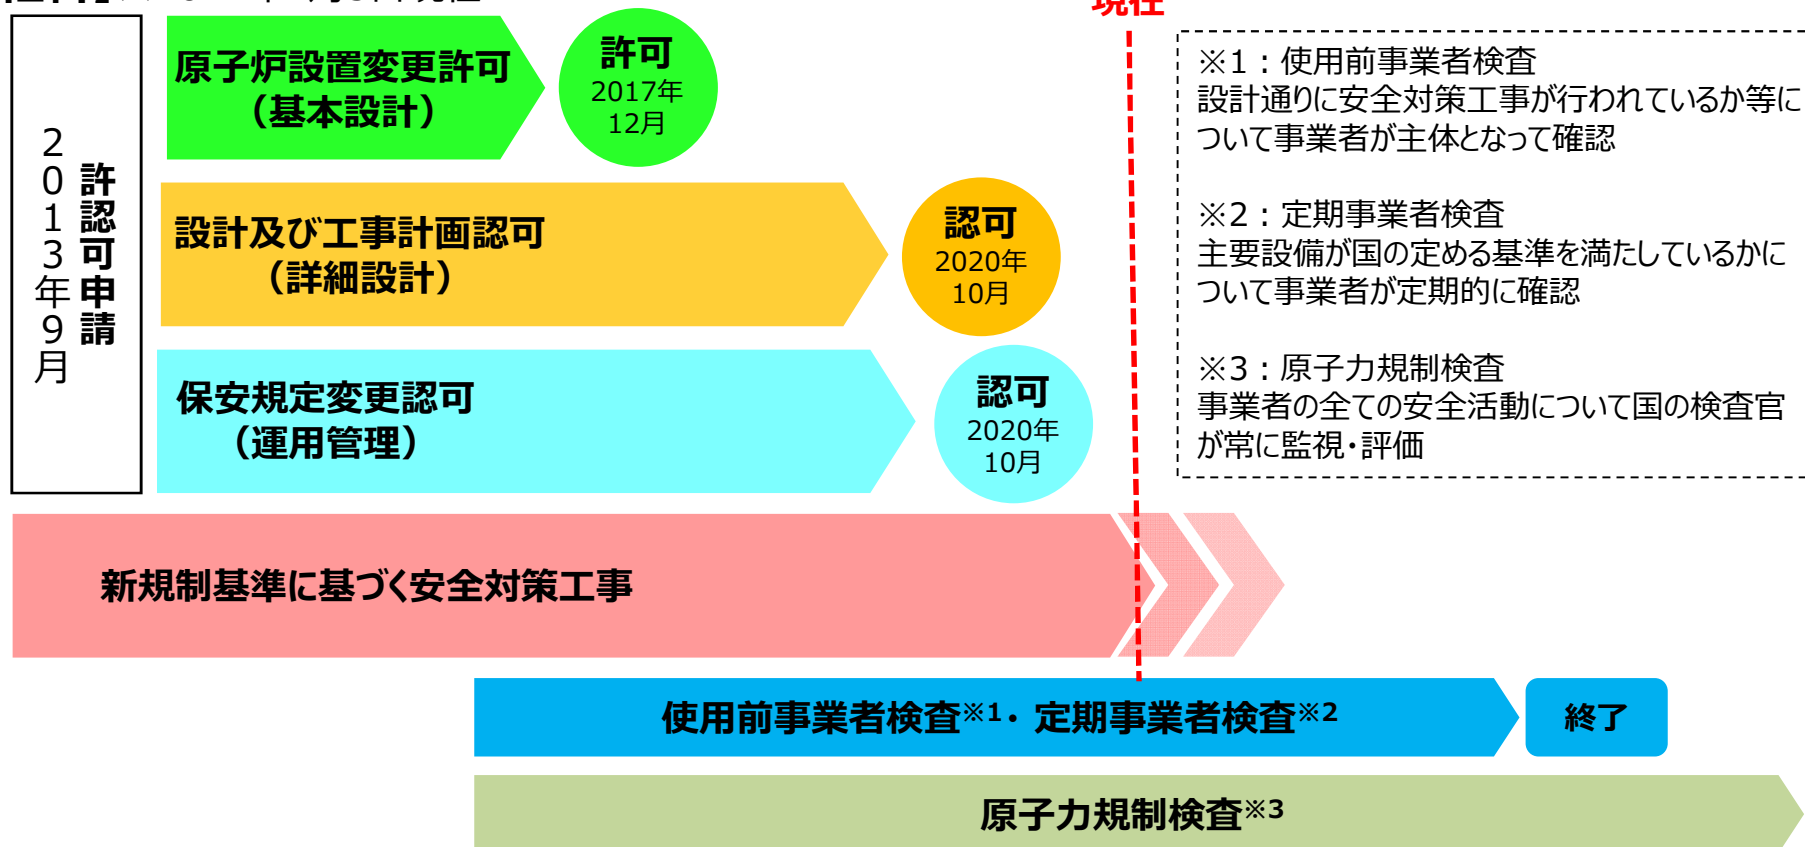 現在
許認可申請
2013年9月
原子炉設置変更許可
（基本設計）
許可
2017年
12月
設計及び工事計画認可
（詳細設計）
認可
2020年
10月
保安規定変更認可
（運用管理）
認可
2020年
10月
※1：使用前事業者検査
設計通りに安全対策工事が行われているか等に
ついて事業者が主体となって確認
※2：定期事業者検査
主要設備が国の定める基準を満たしているかに
ついて事業者が定期的に確認
※3：原子力規制検査
事業者の全ての安全活動について国の検査官
が常に監視・評価
新規制基準に基づく安全対策工事
使用前事業者検査※1・定期事業者検査※2
終了
原子力規制検査※3